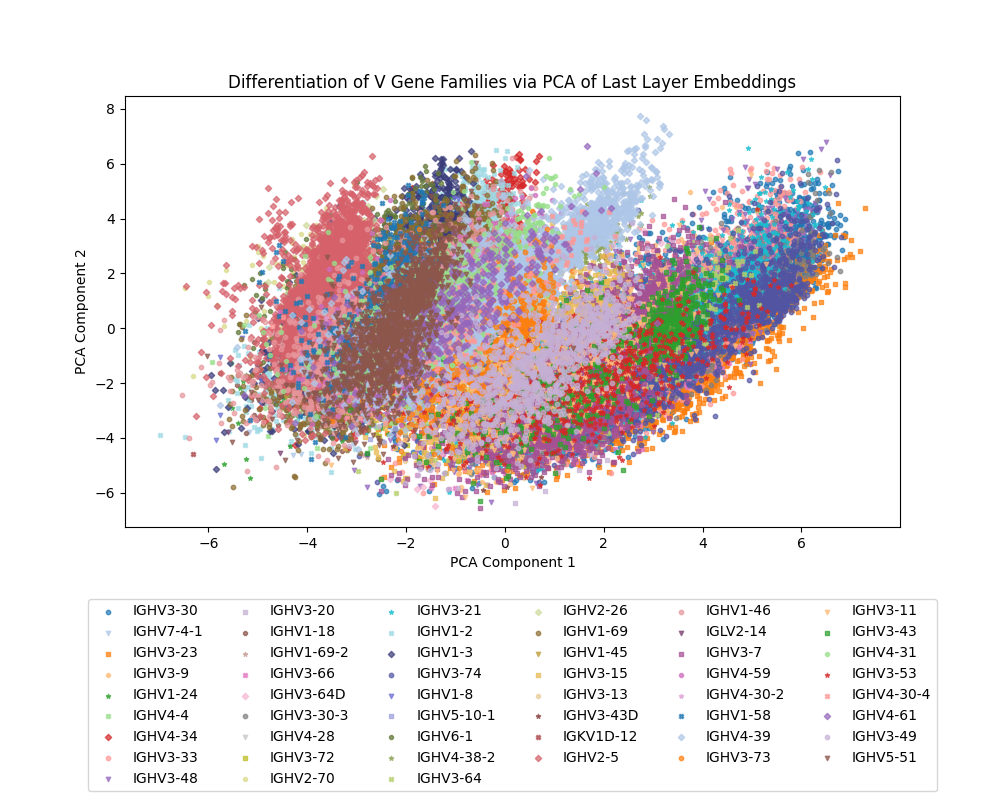 Differentiation of V Gene Families via PCA of Last Layer Embeddings
8
6
4
2
0
−2
−4
−6
PCA Component 2
−6 −4 −2 0 2 4 6
PCA Component 1
IGHV3-30 IGHV3-20 IGHV3-21 IGHV2-26 IGHV1-46 IGHV3-11
IGHV7-4-1 IGHV1-18 IGHV1-2 IGHV1-69 IGLV2-14 IGHV3-43
IGHV3-23 IGHV1-69-2 IGHV1-3 IGHV1-45 IGHV3-7 IGHV4-31
IGHV3-9 IGHV3-66 IGHV3-74 IGHV3-15 IGHV4-59 IGHV3-53
IGHV1-24 IGHV3-64D IGHV1-8 IGHV3-13 IGHV4-30-2 IGHV4-30-4
IGHV4-4 IGHV3-30-3 IGHV5-10-1 IGHV3-43D IGHV1-58 IGHV4-61
IGHV4-34 IGHV4-28 IGHV6-1 IGKV1D-12 IGHV4-39 IGHV3-49
IGHV3-33 IGHV3-72 IGHV4-38-2 IGHV2-5 IGHV3-73 IGHV5-51
IGHV3-48 IGHV2-70 IGHV3-64